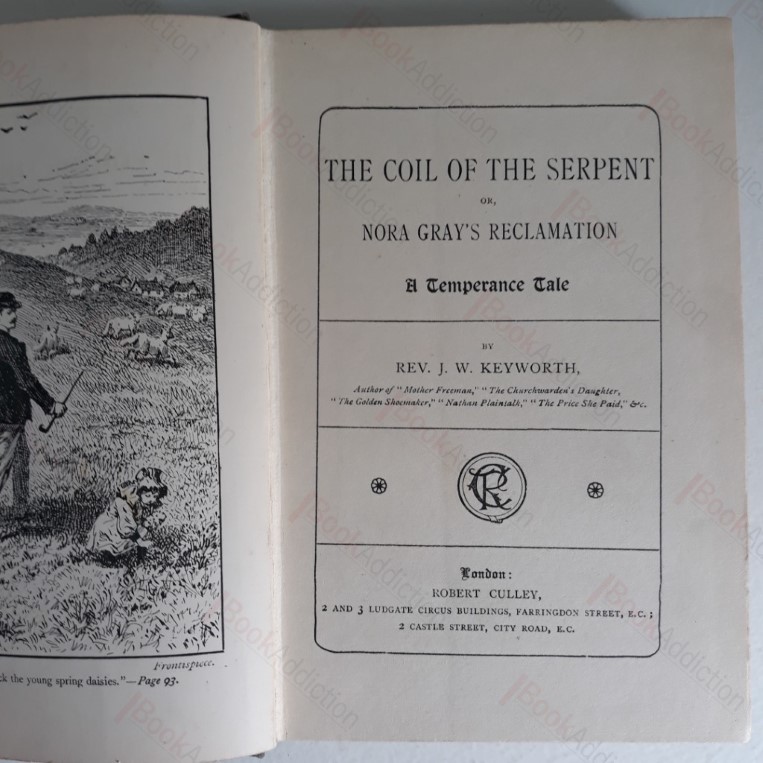 Frontispiece.
ck the young spring daisies."—Page 93.
THE COIL OF THE SERPENT
OR,
NORA GRAY'S RECLAMATION
A Temperance Tale
BY
REV. J. W. KEYWORTH,
Author of "Mother Freeman," "The Churchwarden's Daughter,
"The Golden Shoemaker," "Nathan Plaintalk," "The Price She Paid," &c.
London:
ROBERT CULLEY,
2 AND 3 LUDGATE CIRCUS BUILDINGS, FARRINGDON STREET, E.C.;
2 CASTLE STREET, CITY ROAD, E.C.
BookAddiction